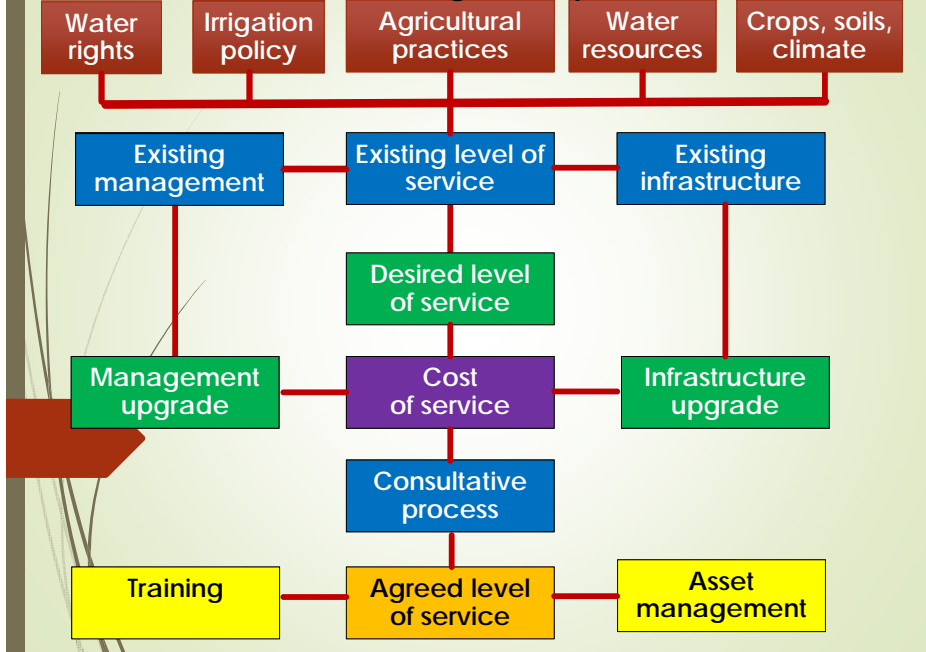 Water
rights
Irrigation
policy
Agricultural
practices
Water
resources
Crops, soils,
climate
Existing
management
Existing level of
service
Existing
infrastructure
Desired level
of service
Management
upgrade
Cost
of service
Infrastructure
upgrade
Consultative
process
Training
Agreed level
of service
Asset
management